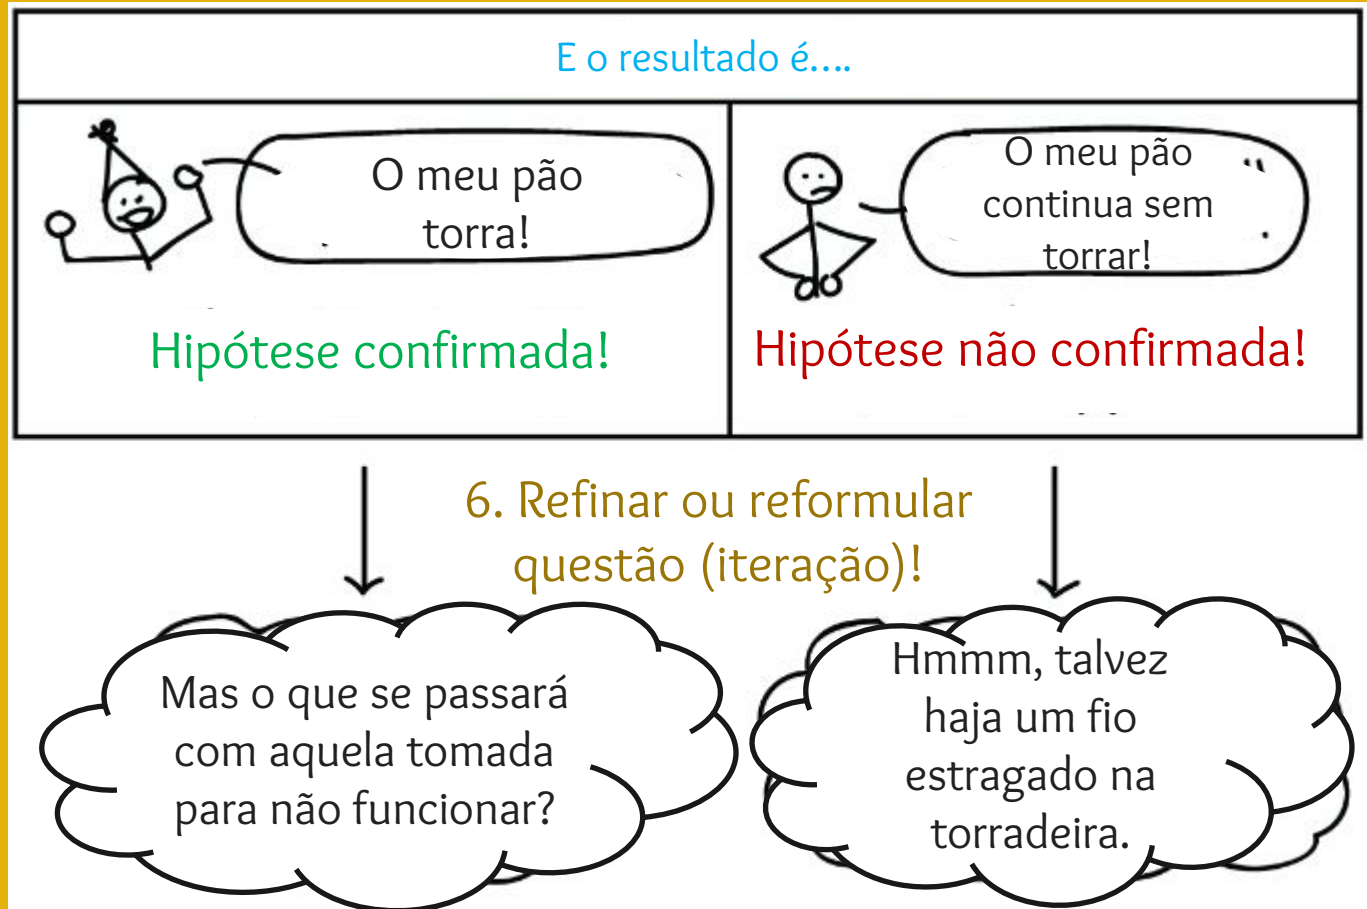 E o resultado é....
O meu pão
torra!
O meu pão
continua sem
torrar!
Hipótese confirmada!
Hipótese não confirmada!
6. Refinar ou reformular
questão (iteração)!
Mas o que se passará
com aquela tomada
para não funcionar?
Hmmm, talvez
haja um fio
estragado na
torradeira.